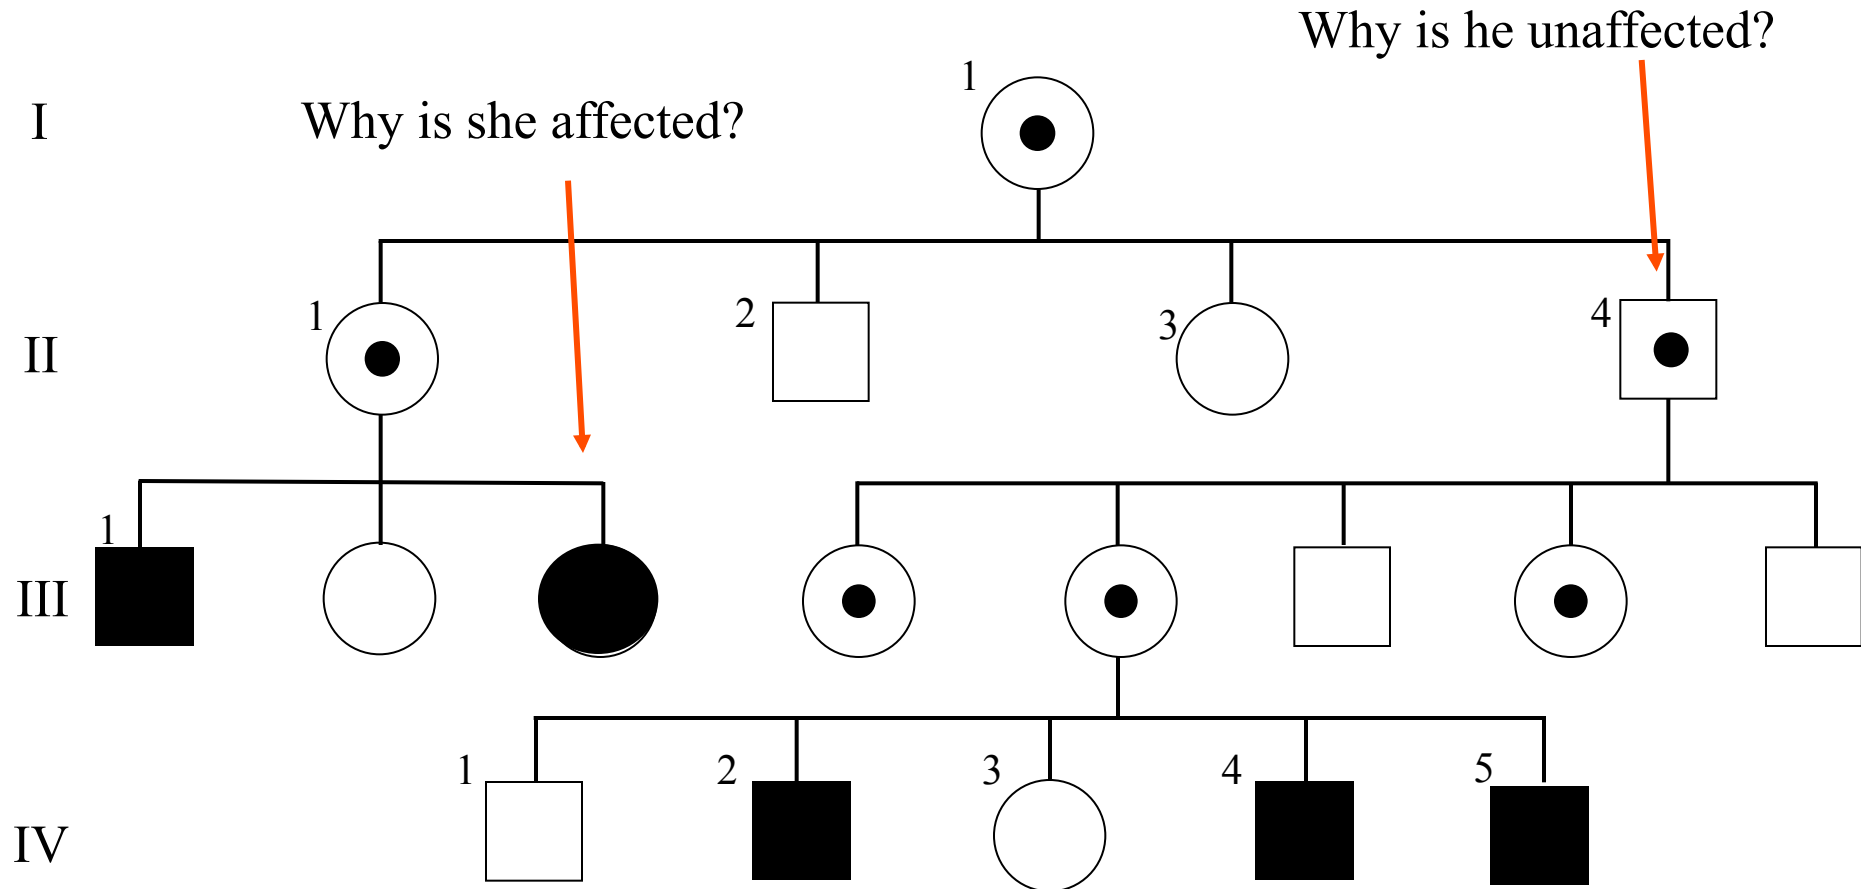 Why is he unaffected?
1
I
Why is she affected?
1
2
3
4
II
1
III
1
2
3
4
5
IV